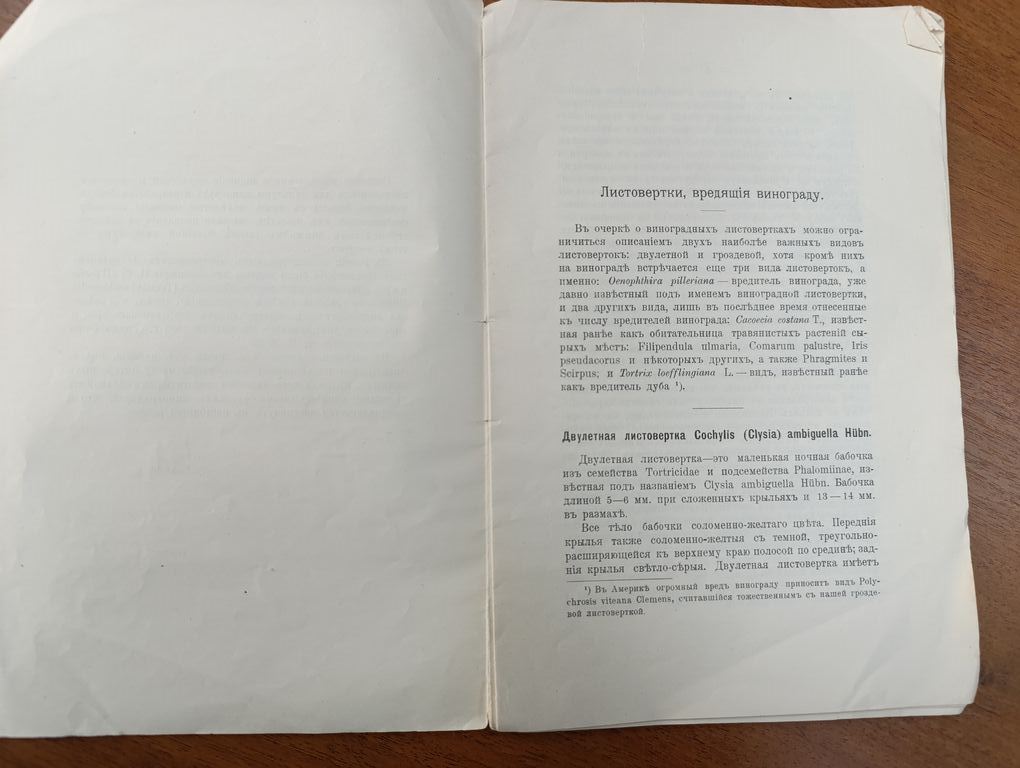 Листовертки, вредящія винограду.
Въ очеркѣ о виноградныхъ листоверткахъ можно огра-
ничиться описаніемъ двухъ наиболѣе важныхъ видовъ
листовертокъ: двулетной и гроздевой, хотя кромѣ нихъ
на виноградѣ встрѣчается еще три вида листовертокъ, а
именно: Oenophthira pilleriana — вредитель винограда, уже
давно извѣстный подъ именемъ виноградной листовертки,
и два другихъ вида, лишь въ послѣднее время отнесенные
къ числу вредителей винограда: Cacoecia costana T., извѣст-
ная ранѣе какъ обитательница травянистыхъ растеній сы-
рыхъ мѣстъ: Filipendula ulmaria, Comarum palustre, Iris
pseudacorus и нѣкоторыхъ другихъ, а также Phragmites и
Scirpus; и Tortrix loefflingiana L. — видъ, извѣстный ранѣе
какъ вредитель дуба ¹).
Двулетная листовертка Cochylis (Clysia) ambiguella Hübn.
Двулетная листовертка—это маленькая ночная бабочка
изъ семейства Tortricidae и подсемейства Phaloniinae, из-
вѣстная подъ названіемъ Clysia ambiguella Hübn. Бабочка
длиной 5—6 мм. при сложенныхъ крыльяхъ и 13 — 14 мм.
въ размахѣ.
Все тѣло бабочки соломенно-желтаго цвѣта. Переднія
крылья также соломенно-желтыя съ темной, треугольно-
расширяющейся къ верхнему краю полосой по срединѣ; зад-
нія крылья свѣтло-сѣрыя. Двулетная листовертка имѣетъ
¹) Въ Америкѣ огромный вредъ винограду приноситъ видъ Poly-
chrosis viteana Clemens, считавшійся тожественнымъ съ нашей грозде-
вой листоверткой.